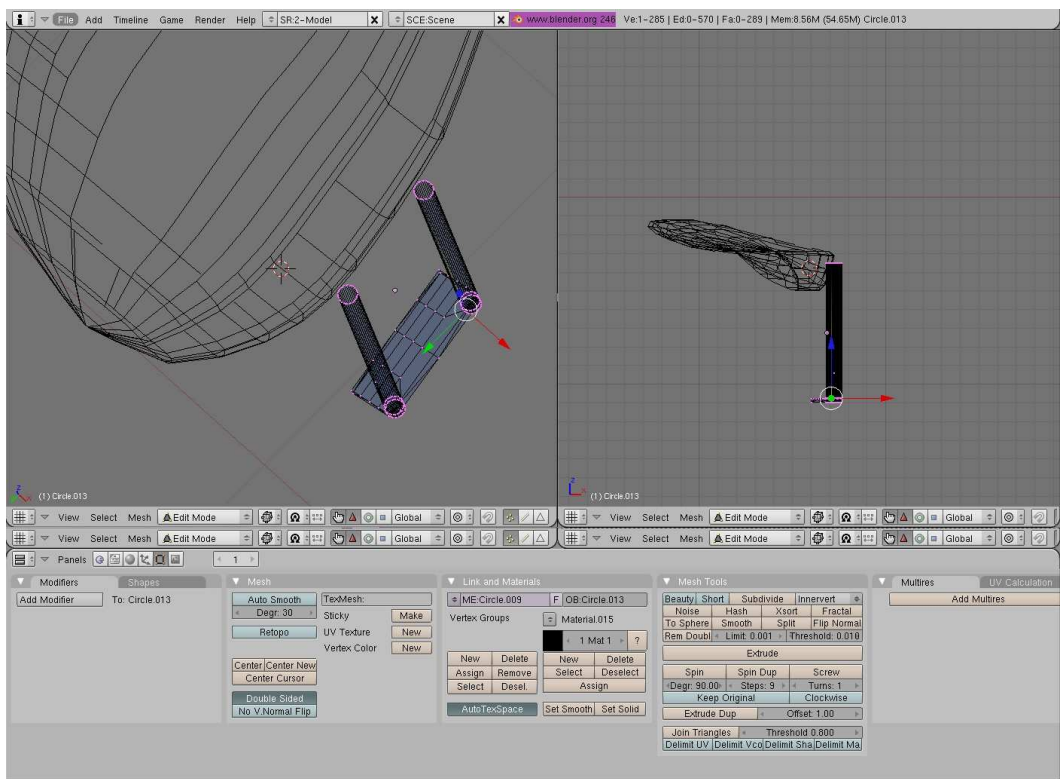 File Add Timeline Game Render Help SR:2-Model X SCE:Scene X www.blender.org 246 Ve:1-285 | Ed:0-570 | Fa:0-289 | Mem:8.56M (54.65M) Circle.013
z
x
(1) Circle.013
z
x
(1) Circle.013
View Select Mesh Edit Mode Global
View Select Mesh Edit Mode Global
View Select Mesh Edit Mode Global
View Select Mesh Edit Mode Global
Panels 1
Modifiers Shapes
Add Modifier To: Circle.013
Mesh
Auto Smooth
Degr: 30
Retopo
Center Center New
Center Cursor
Double Sided
No V.Normal Flip
TexMesh:
Sticky Make
UV Texture New
Vertex Color New
Link and Materials
ME:Circle.009 F OB:Circle.013
Vertex Groups Material.015
1 Mat 1 ?
New Delete New Delete
Assign Remove Select Deselect
Select Desel. Assign
AutoTexSpace Set Smooth Set Solid
Mesh Tools
Beauty Short Subdivide Innervert
Noise Hash Xsort Fractal
To Sphere Smooth Split Flip Normal
Rem Doubl Limit: 0.001 Threshold: 0.010
Extrude
Spin Spin Dup Screw
Degr: 90.00 Steps: 9 Turns: 1
Keep Original Clockwise
Extrude Dup Offset: 1.00
Join Triangles Threshold 0.800
Delimit UV Delimit Vco Delimit Sha Delimit Ma
Multires UV Calculation
Add Multires